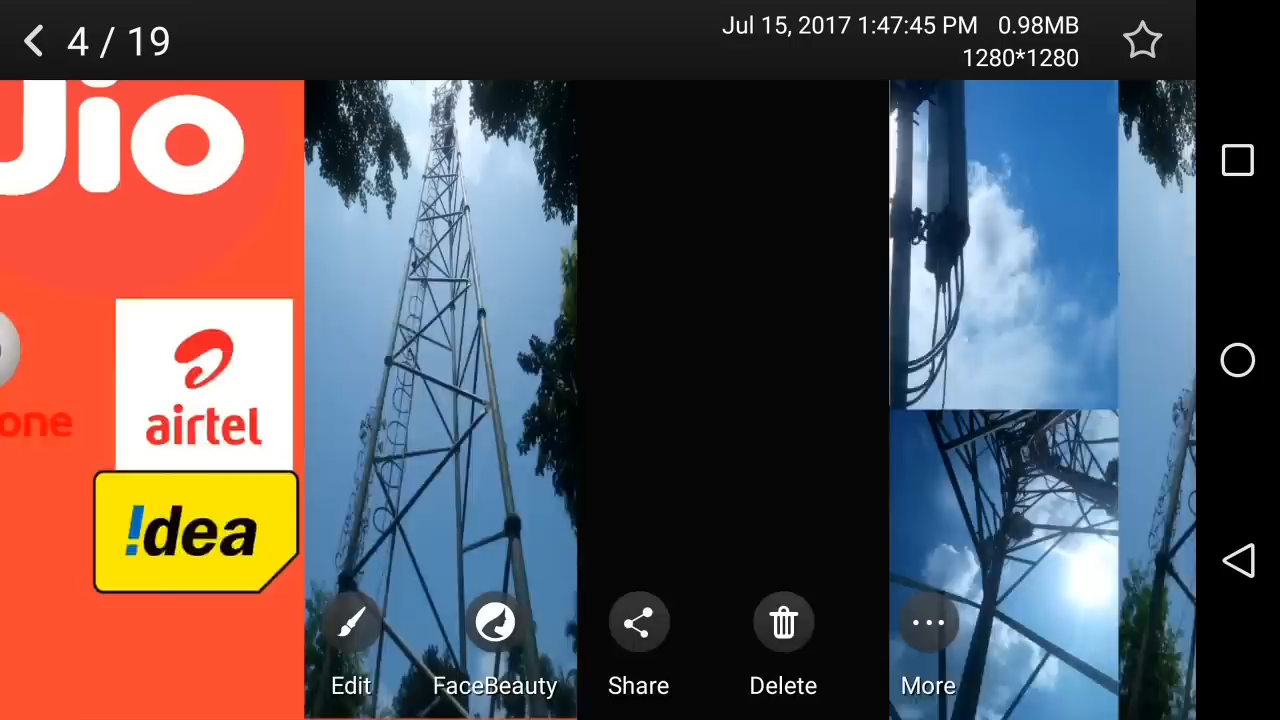 4 / 19
Jul 15, 2017 1:47:45 PM 0.98MB
1280*1280
Jio
one
airtel
!dea
Edit
FaceBeauty
Share
Delete
More